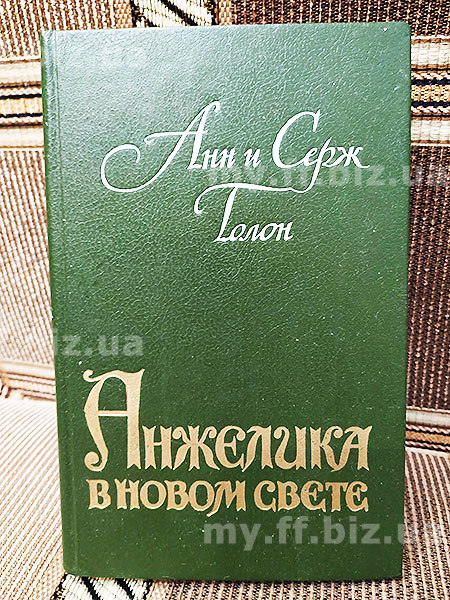 Анн и Серж
Голон
Анжелика
в новом свете
my.ff.biz.ua
biz.ua
my.ff.biz.ua